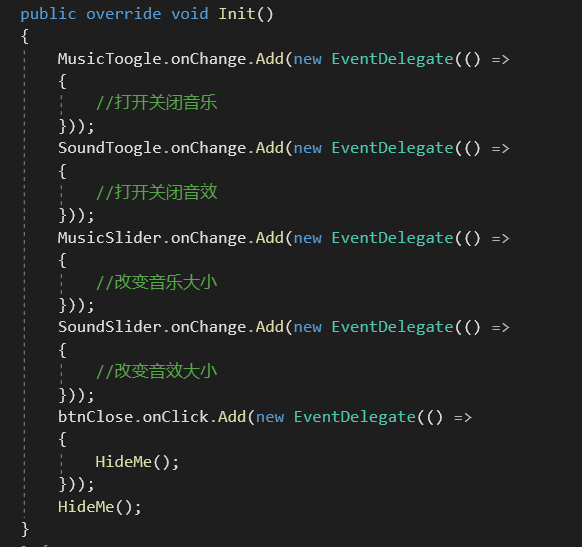 public override void Init()
{
MusicToogle.onChange.Add(new EventDelegate(() =>
{
//打开关闭音乐
}));
SoundToogle.onChange.Add(new EventDelegate(() =>
{
//打开关闭音效
}));
MusicSlider.onChange.Add(new EventDelegate(() =>
{
//改变音乐大小
}));
SoundSlider.onChange.Add(new EventDelegate(() =>
{
//改变音效大小
}));
btnClose.onClick.Add(new EventDelegate(() =>
{
HideMe();
}));
HideMe();
}